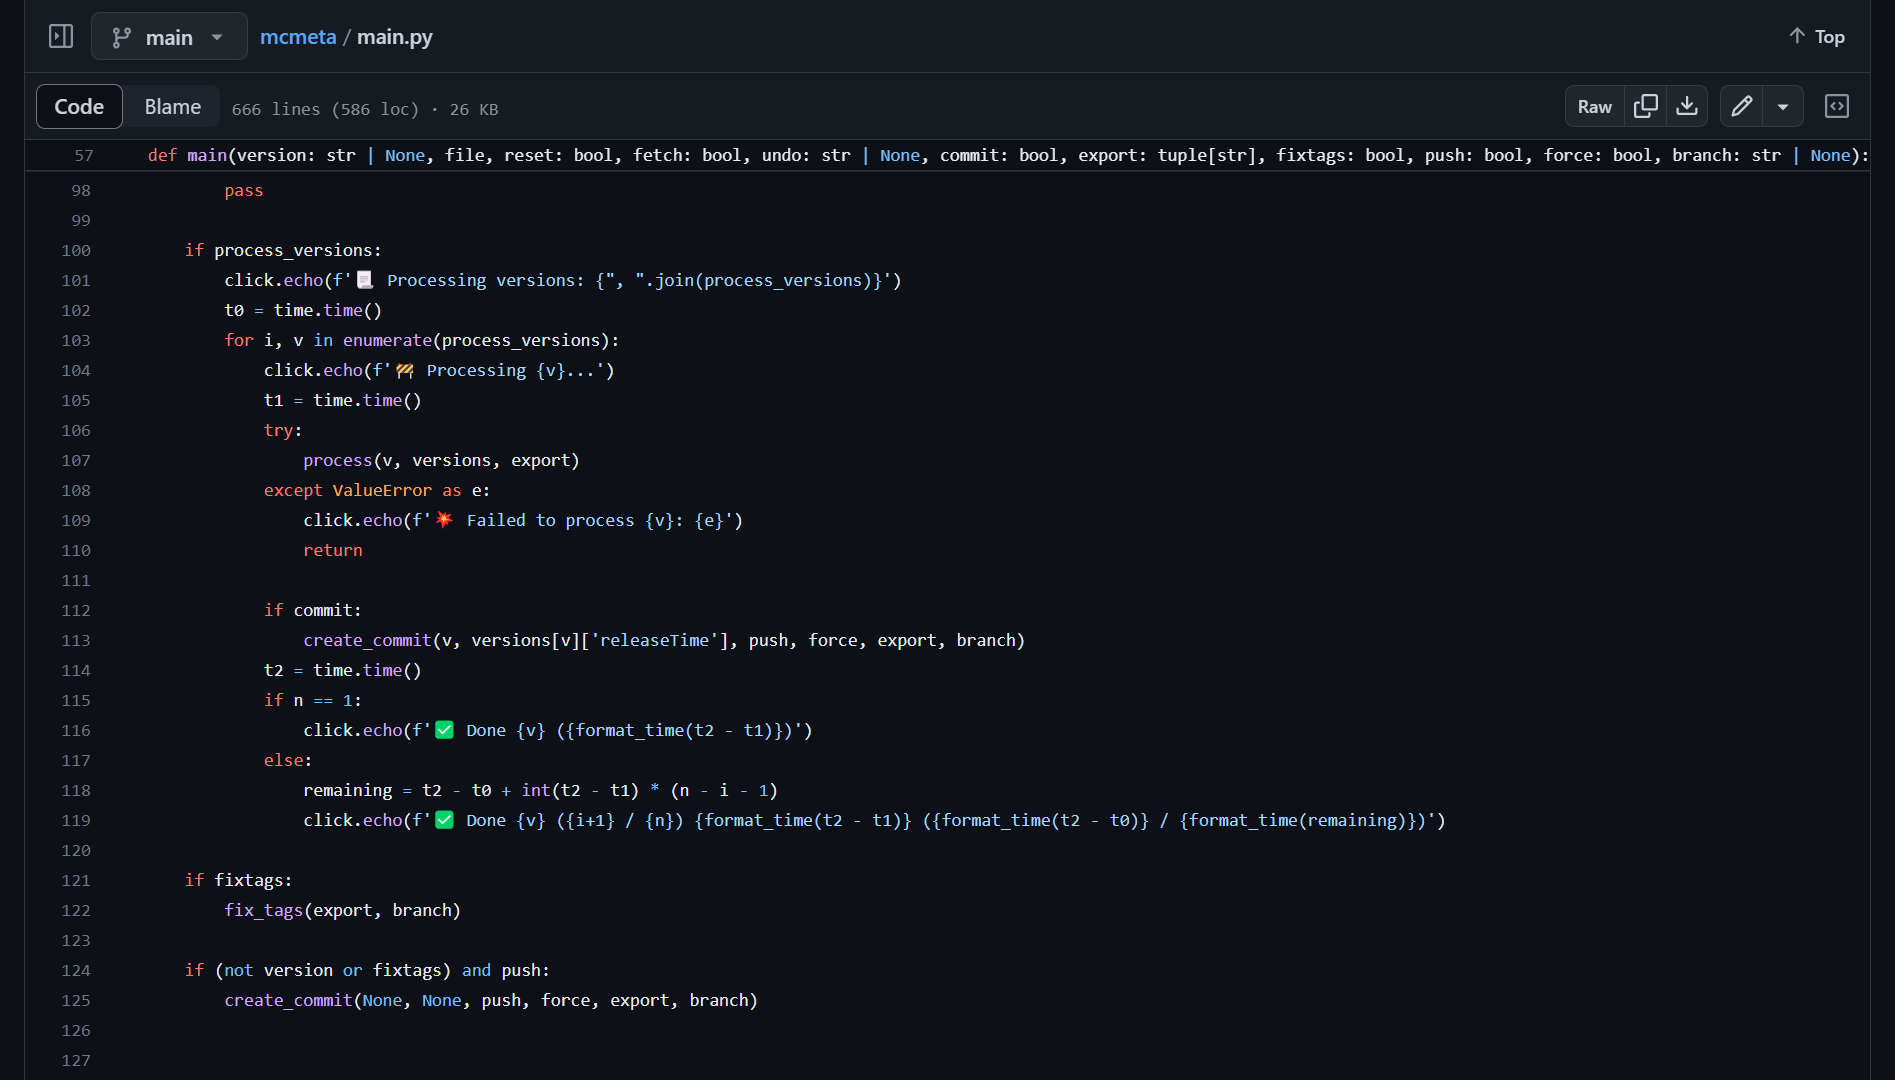 main
mcmeta / main.py
Top
Code
Blame
666 lines (586 loc) · 26 KB
Raw
57 def main(version: str | None, file, reset: bool, fetch: bool, undo: str | None, commit: bool, export: tuple[str], fixtags: bool, push: bool, force: bool, branch: str | None):
98 pass
99
100 if process_versions:
101 click.echo(f'📃 Processing versions: {", ".join(process_versions)}')
102 t0 = time.time()
103 for i, v in enumerate(process_versions):
104 click.echo(f'🚧 Processing {v}...')
105 t1 = time.time()
106 try:
107 process(v, versions, export)
108 except ValueError as e:
109 click.echo(f'💥 Failed to process {v}: {e}')
110 return
111
112 if commit:
113 create_commit(v, versions[v]['releaseTime'], push, force, export, branch)
114 t2 = time.time()
115 if n == 1:
116 click.echo(f'✅ Done {v} ({format_time(t2 - t1)})')
117 else:
118 remaining = t2 - t0 + int(t2 - t1) * (n - i - 1)
119 click.echo(f'✅ Done {v} ({i+1} / {n}) {format_time(t2 - t1)} ({format_time(t2 - t0)} / {format_time(remaining)})')
120
121 if fixtags:
122 fix_tags(export, branch)
123
124 if (not version or fixtags) and push:
125 create_commit(None, None, push, force, export, branch)
126
127